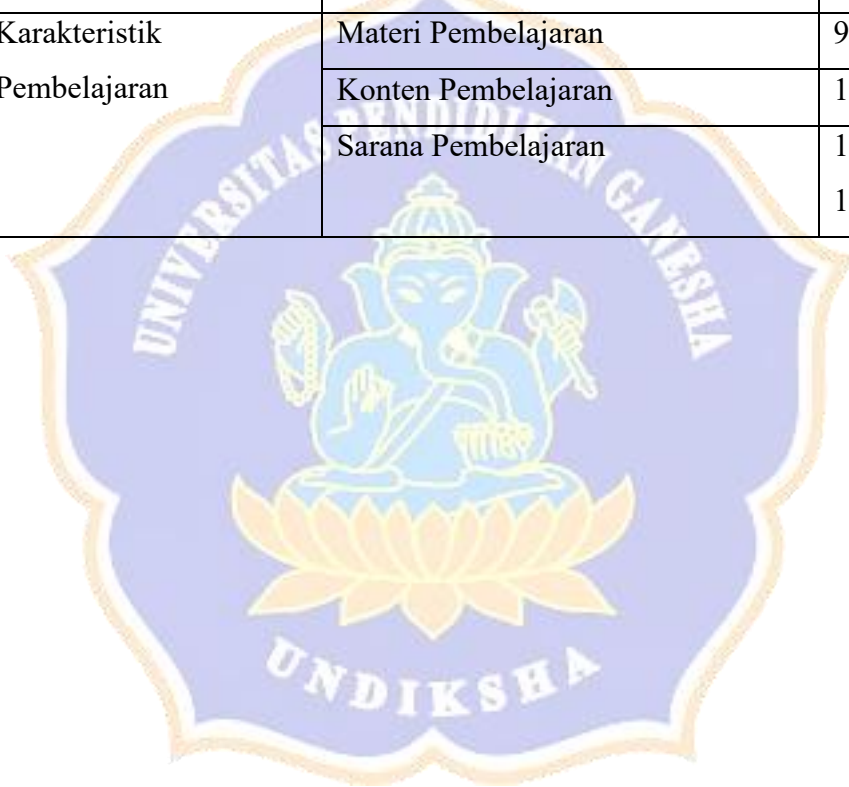 Karakteristik Materi Pembelajaran 9
Pembelajaran Konten Pembelajaran 1
Sarana Pembelajaran 1
1
UNIVERSITAS PENDIDIKAN GANESHA
UNDIKSHA